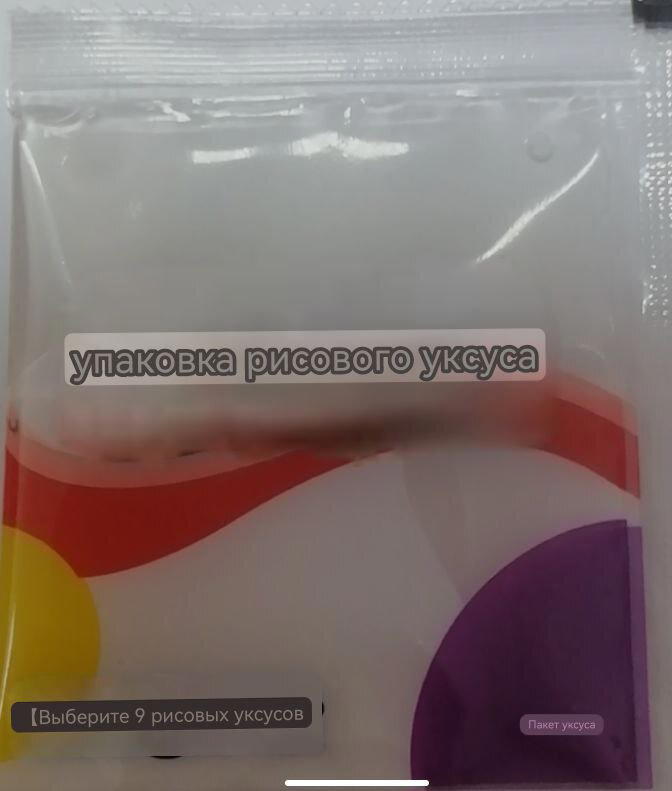 упаковка рисового уксуса
【Выберите 9 рисовых уксусов
Пакет уксуса